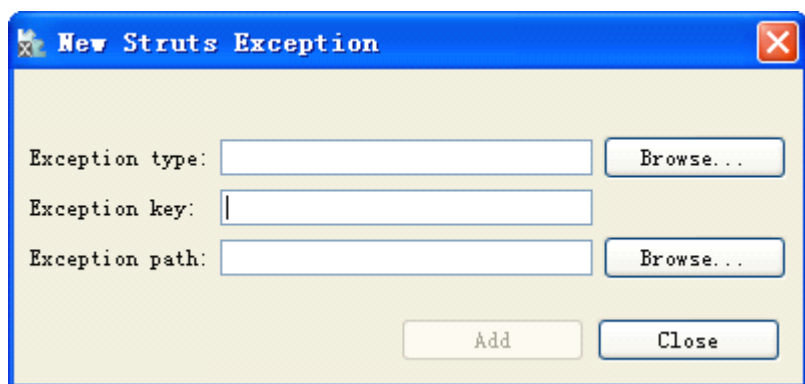 New Struts Exception
Exception type: Browse...
Exception key:
Exception path: Browse...
Add Close